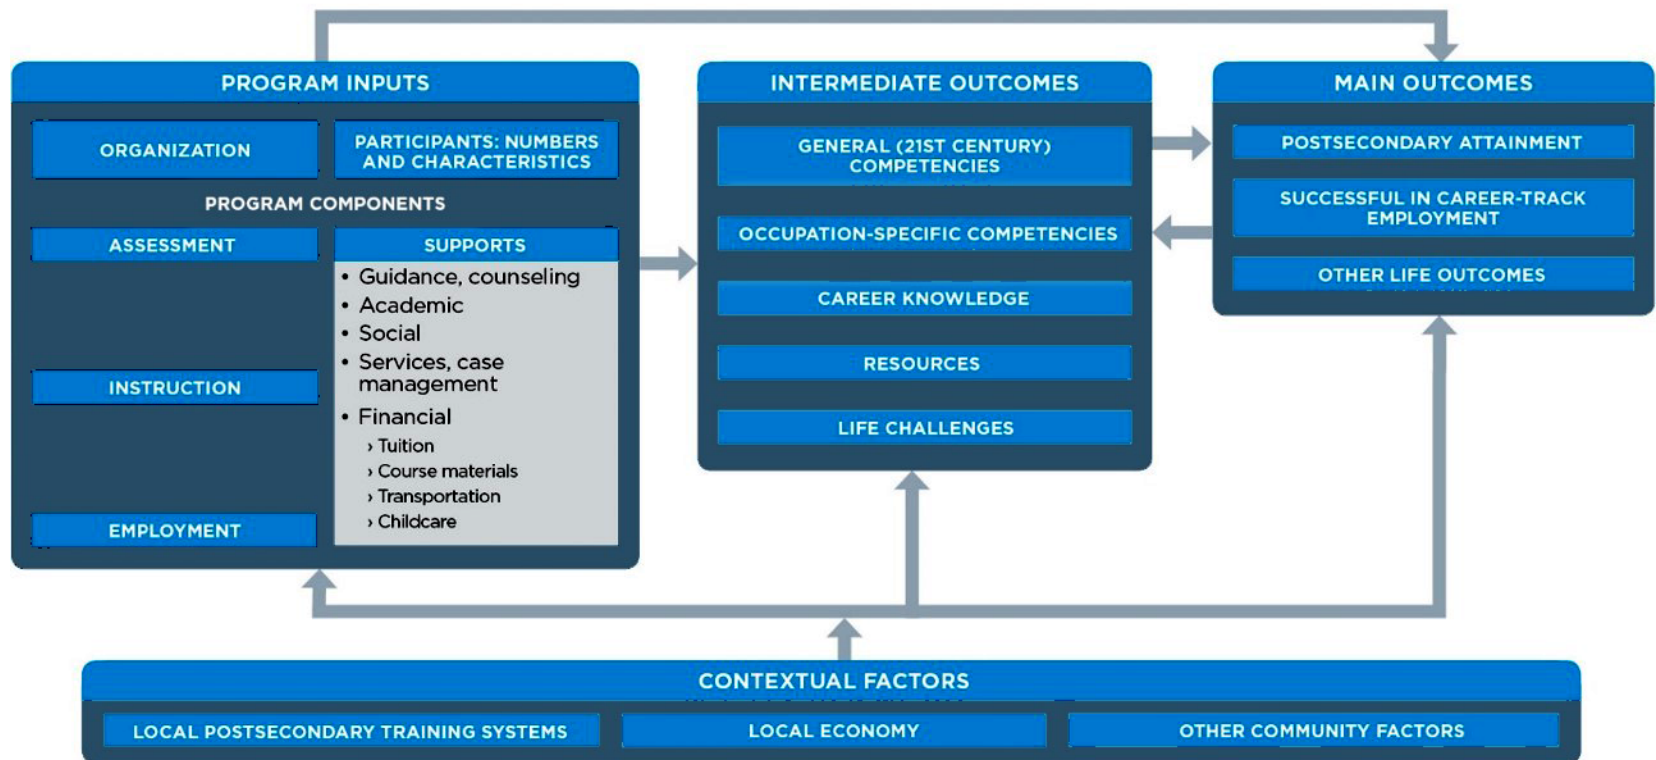 PROGRAM INPUTS
ORGANIZATION
PARTICIPANTS: NUMBERS
AND CHARACTERISTICS
PROGRAM COMPONENTS
ASSESSMENT
INSTRUCTION
EMPLOYMENT
SUPPORTS
• Guidance, counseling
• Academic
• Social
• Services, case
management
• Financial
› Tuition
› Course materials
› Transportation
› Childcare
INTERMEDIATE OUTCOMES
GENERAL (21ST CENTURY)
COMPETENCIES
OCCUPATION-SPECIFIC COMPETENCIES
CAREER KNOWLEDGE
RESOURCES
LIFE CHALLENGES
MAIN OUTCOMES
POSTSECONDARY ATTAINMENT
SUCCESSFUL IN CAREER-TRACK
EMPLOYMENT
OTHER LIFE OUTCOMES
CONTEXTUAL FACTORS
LOCAL POSTSECONDARY TRAINING SYSTEMS
LOCAL ECONOMY
OTHER COMMUNITY FACTORS